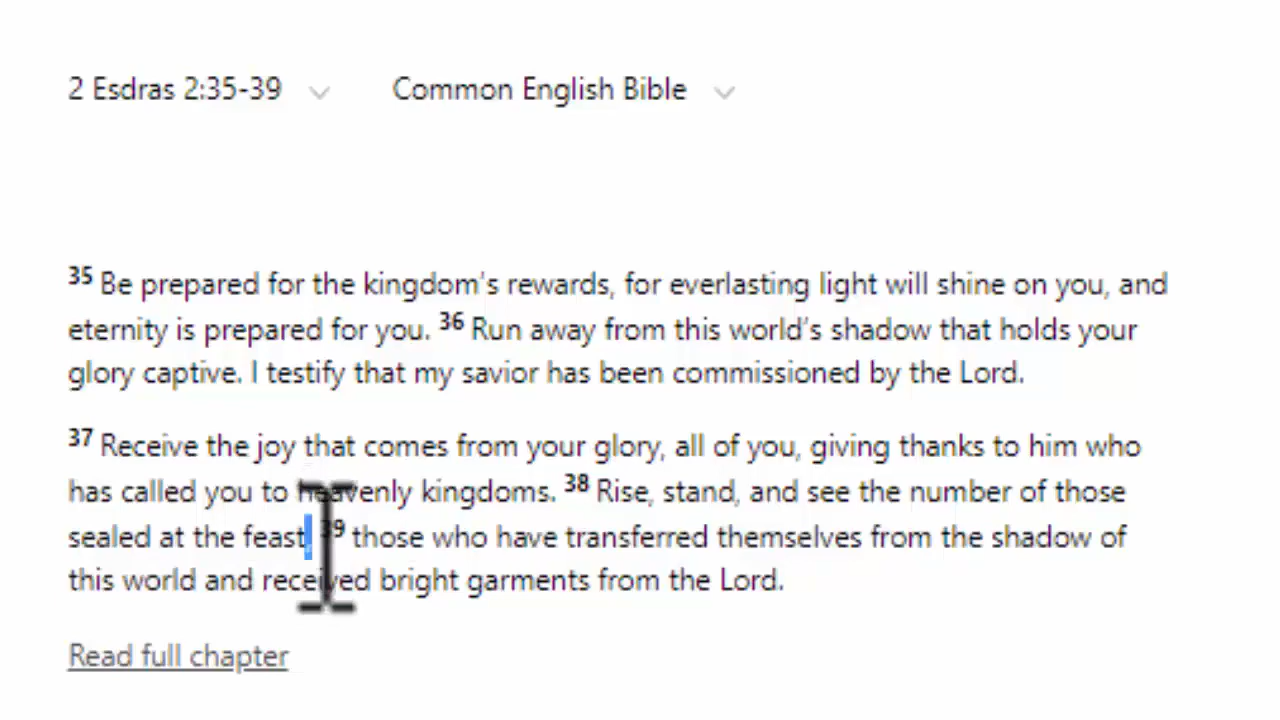 2 Esdras 2:35-39 Common English Bible
35 Be prepared for the kingdom's rewards, for everlasting light will shine on you, and
eternity is prepared for you. 36 Run away from this world's shadow that holds your
glory captive. I testify that my savior has been commissioned by the Lord.
37 Receive the joy that comes from your glory, all of you, giving thanks to him who
has called you to heavenly kingdoms. 38 Rise, stand, and see the number of those
sealed at the feast, 39 those who have transferred themselves from the shadow of
this world and received bright garments from the Lord.
Read full chapter